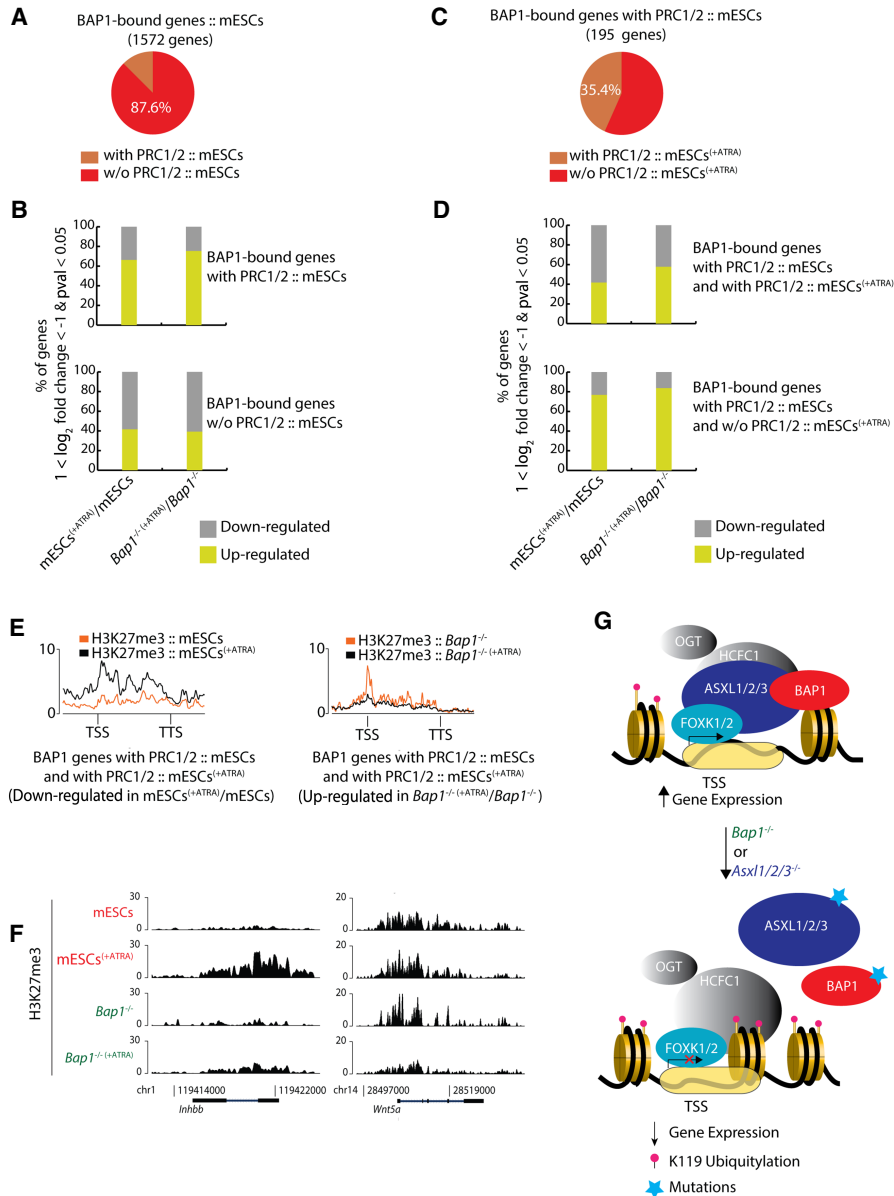 A
BAP1-bound genes :: mESCs
(1572 genes)
87.6%
with PRC1/2 :: mESCs
w/o PRC1/2 :: mESCs
C
BAP1-bound genes with PRC1/2 :: mESCs
(195 genes)
35.4%
with PRC1/2 :: mESCs(+ATRA)
w/o PRC1/2 :: mESCs(+ATRA)
B
% of genes
1 < log2 fold change < -1 & pval < 0.05
100
80
60
40
20
0
BAP1-bound genes
with PRC1/2 :: mESCs
100
80
60
40
20
0
BAP1-bound genes
w/o PRC1/2 :: mESCs
mESCs(+ATRA)/mESCs
Bap1-/- (+ATRA)/Bap1-/-
Down-regulated
Up-regulated
D
% of genes
1 < log2 fold change < -1 & pval < 0.05
100
80
60
40
20
0
BAP1-bound genes
with PRC1/2 :: mESCs
and with PRC1/2 :: mESCs(+ATRA)
100
80
60
40
20
0
BAP1-bound genes
with PRC1/2 :: mESCs
and w/o PRC1/2 :: mESCs(+ATRA)
mESCs(+ATRA)/mESCs
Bap1-/- (+ATRA)/Bap1-/-
Down-regulated
Up-regulated
E
H3K27me3 :: mESCs
H3K27me3 :: mESCs(+ATRA)
10
0
TSS
TTS
BAP1 genes with PRC1/2 :: mESCs
and with PRC1/2 :: mESCs(+ATRA)
(Down-regulated in mESCs(+ATRA)/mESCs)
H3K27me3 :: Bap1-/-
H3K27me3 :: Bap1-/- (+ATRA)
10
0
TSS
TTS
BAP1 genes with PRC1/2 :: mESCs
and with PRC1/2 :: mESCs(+ATRA)
(Up-regulated in Bap1-/- (+ATRA)/Bap1-/-)
F
H3K27me3
mESCs
30
0
20
0
mESCs(+ATRA)
30
0
20
0
Bap1-/-
30
0
20
0
Bap1-/- (+ATRA)
30
0
20
0
chr1
119414000
119422000
Inhbb
chr14
28497000
28519000
Wnt5a
G
OGT
HCFC1
ASXL1/2/3
BAP1
FOXK1/2
TSS
Gene Expression
Bap1-/-
or
Asxl1/2/3-/-
ASXL1/2/3
BAP1
OGT
HCFC1
FOXK1/2
TSS
Gene Expression
K119 Ubiquitylation
Mutations